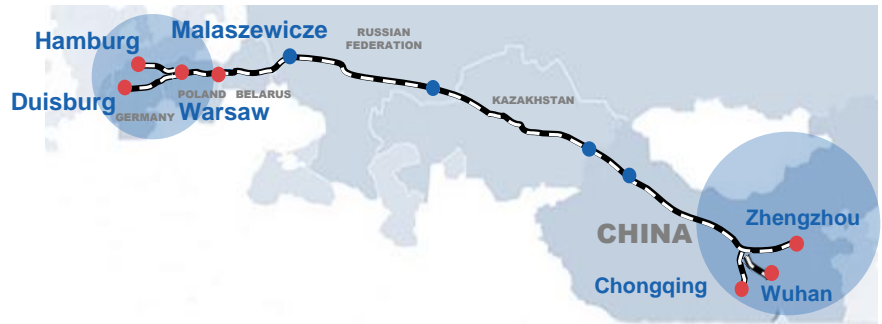 Malaszewicze
RUSSIAN
FEDERATION
Hamburg
KAZAKHSTAN
Duisburg
POLAND
BELARUS
GERMANY
Warsaw
Zhengzhou
CHINA
Chongqing
Wuhan